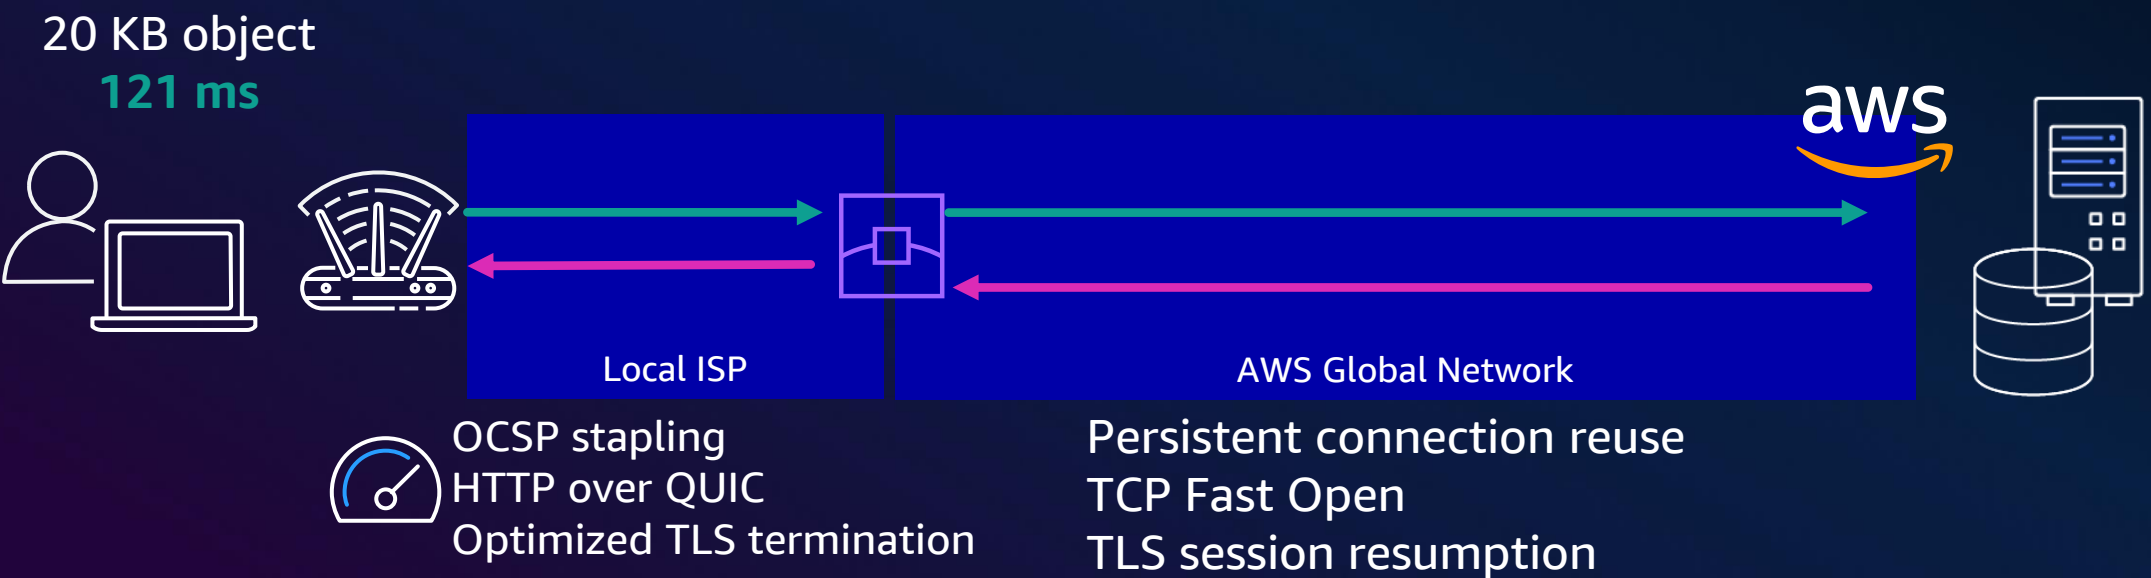 20 KB object
121 ms
aws
Local ISP
AWS Global Network
OCSP stapling
HTTP over QUIC
Optimized TLS termination
Persistent connection reuse
TCP Fast Open
TLS session resumption